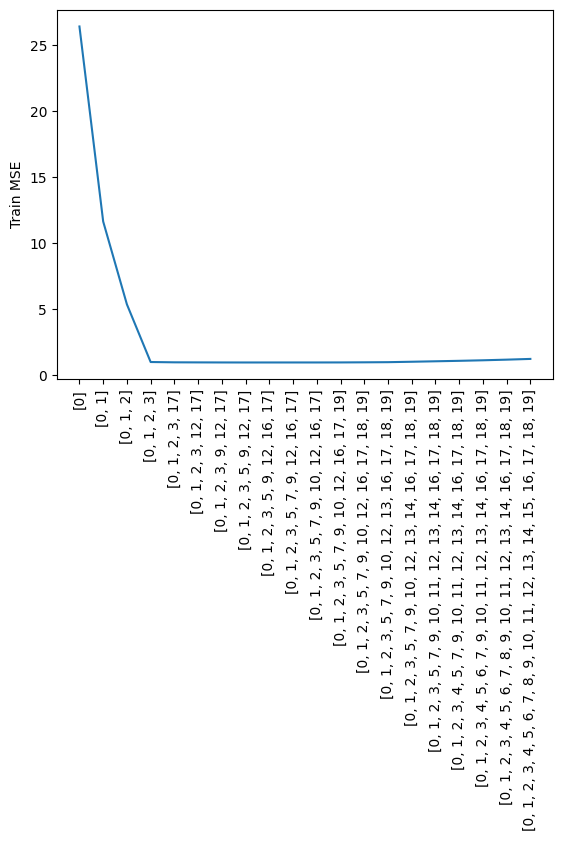 25
20
15
10
5
0
Train MSE
[0]
[0, 1]
[0, 1, 2]
[0, 1, 2, 3]
[0, 1, 2, 3, 17]
[0, 1, 2, 3, 12, 17]
[0, 1, 2, 3, 9, 12, 17]
[0, 1, 2, 3, 5, 9, 12, 17]
[0, 1, 2, 3, 5, 9, 12, 16, 17]
[0, 1, 2, 3, 5, 7, 9, 12, 16, 17]
[0, 1, 2, 3, 5, 7, 9, 10, 12, 16, 17]
[0, 1, 2, 3, 5, 7, 9, 10, 12, 16, 17, 19]
[0, 1, 2, 3, 5, 7, 9, 10, 12, 16, 17, 18, 19]
[0, 1, 2, 3, 5, 7, 9, 10, 12, 13, 16, 17, 18, 19]
[0, 1, 2, 3, 5, 7, 9, 10, 12, 13, 14, 16, 17, 18, 19]
[0, 1, 2, 3, 5, 7, 9, 10, 11, 12, 13, 14, 16, 17, 18, 19]
[0, 1, 2, 3, 4, 5, 7, 9, 10, 11, 12, 13, 14, 16, 17, 18, 19]
[0, 1, 2, 3, 4, 5, 6, 7, 9, 10, 11, 12, 13, 14, 16, 17, 18, 19]
[0, 1, 2, 3, 4, 5, 6, 7, 8, 9, 10, 11, 12, 13, 14, 16, 17, 18, 19]
[0, 1, 2, 3, 4, 5, 6, 7, 8, 9, 10, 11, 12, 13, 14, 15, 16, 17, 18, 19]